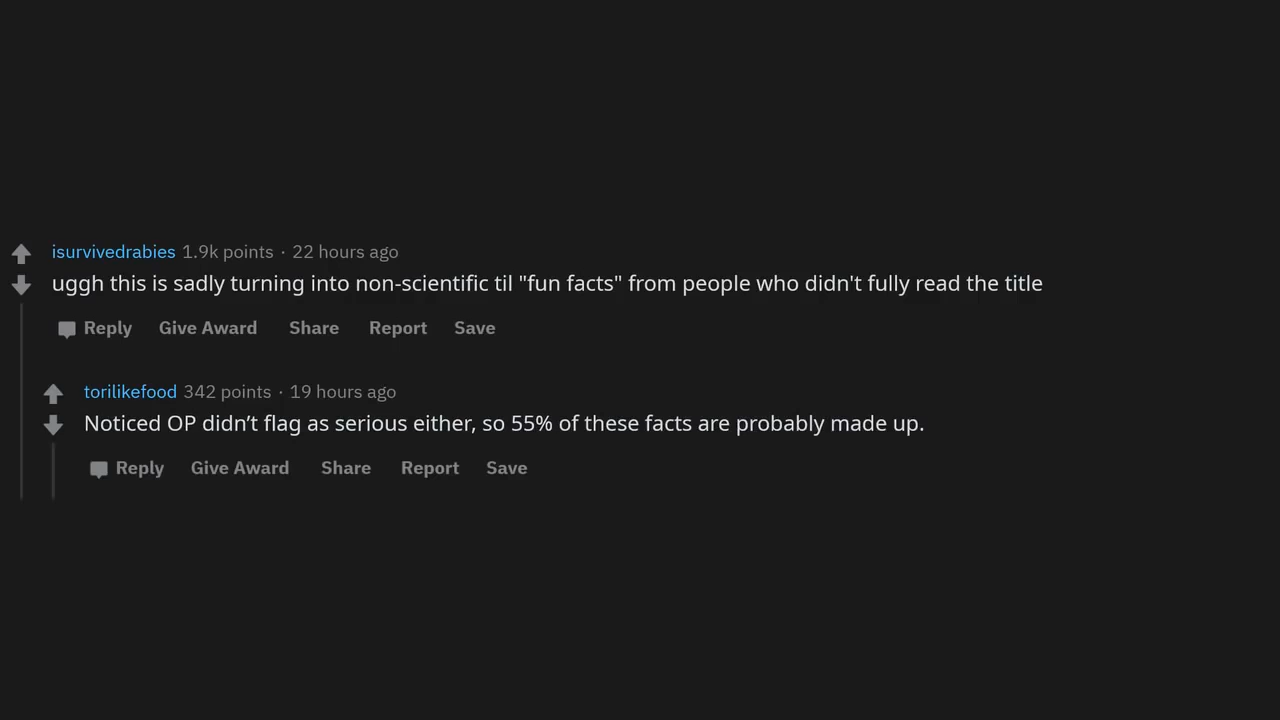 isurvivedrabies 1.9k points · 22 hours ago
uggh this is sadly turning into non-scientific til "fun facts" from people who didn't fully read the title
Reply Give Award Share Report Save
torilikefood 342 points · 19 hours ago
Noticed OP didn’t flag as serious either, so 55% of these facts are probably made up.
Reply Give Award Share Report Save